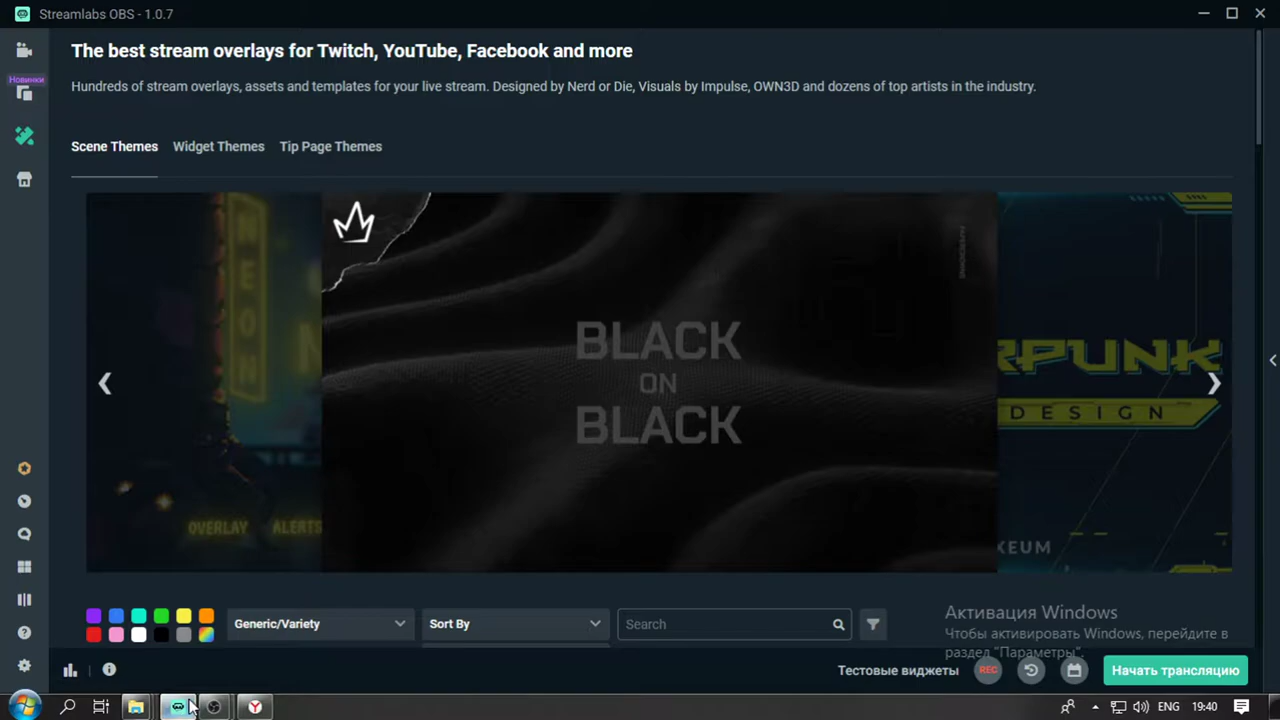 Streamlabs OBS - 1.0.7
The best stream overlays for Twitch, YouTube, Facebook and more
Новинки
Hundreds of stream overlays, assets and templates for your live stream. Designed by Nerd or Die, Visuals by Impulse, OWN3D and dozens of top artists in the industry.
Scene Themes
Widget Themes
Tip Page Themes
NEON
BLACK
ON
BLACK
RPUNK
DESIGN
OVERLAY
ALERTS
XEUM
Generic/Variety
Sort By
Search
Активация Windows
Чтобы активировать Windows, перейдите в
раздел "Параметры".
Тестовые виджеты
REC
Начать трансляцию
ENG
19:40